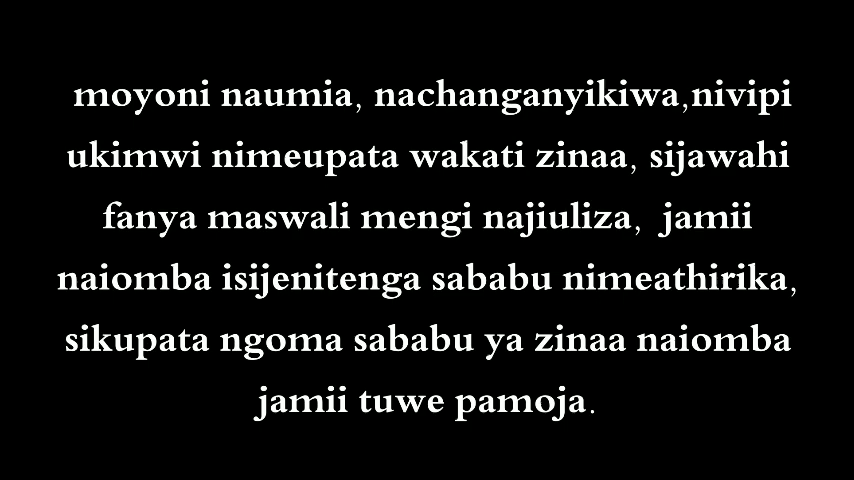 moyoni naumia, nachanganyikiwa,nivipi
ukimwi nimeupata wakati zinaa, sijawahi
fanya maswali mengi najiuliza, jamii
naiomba isijenitenga sababu nimeathirika,
sikupata ngoma sababu ya zinaa naiomba
jamii tuwe pamoja.